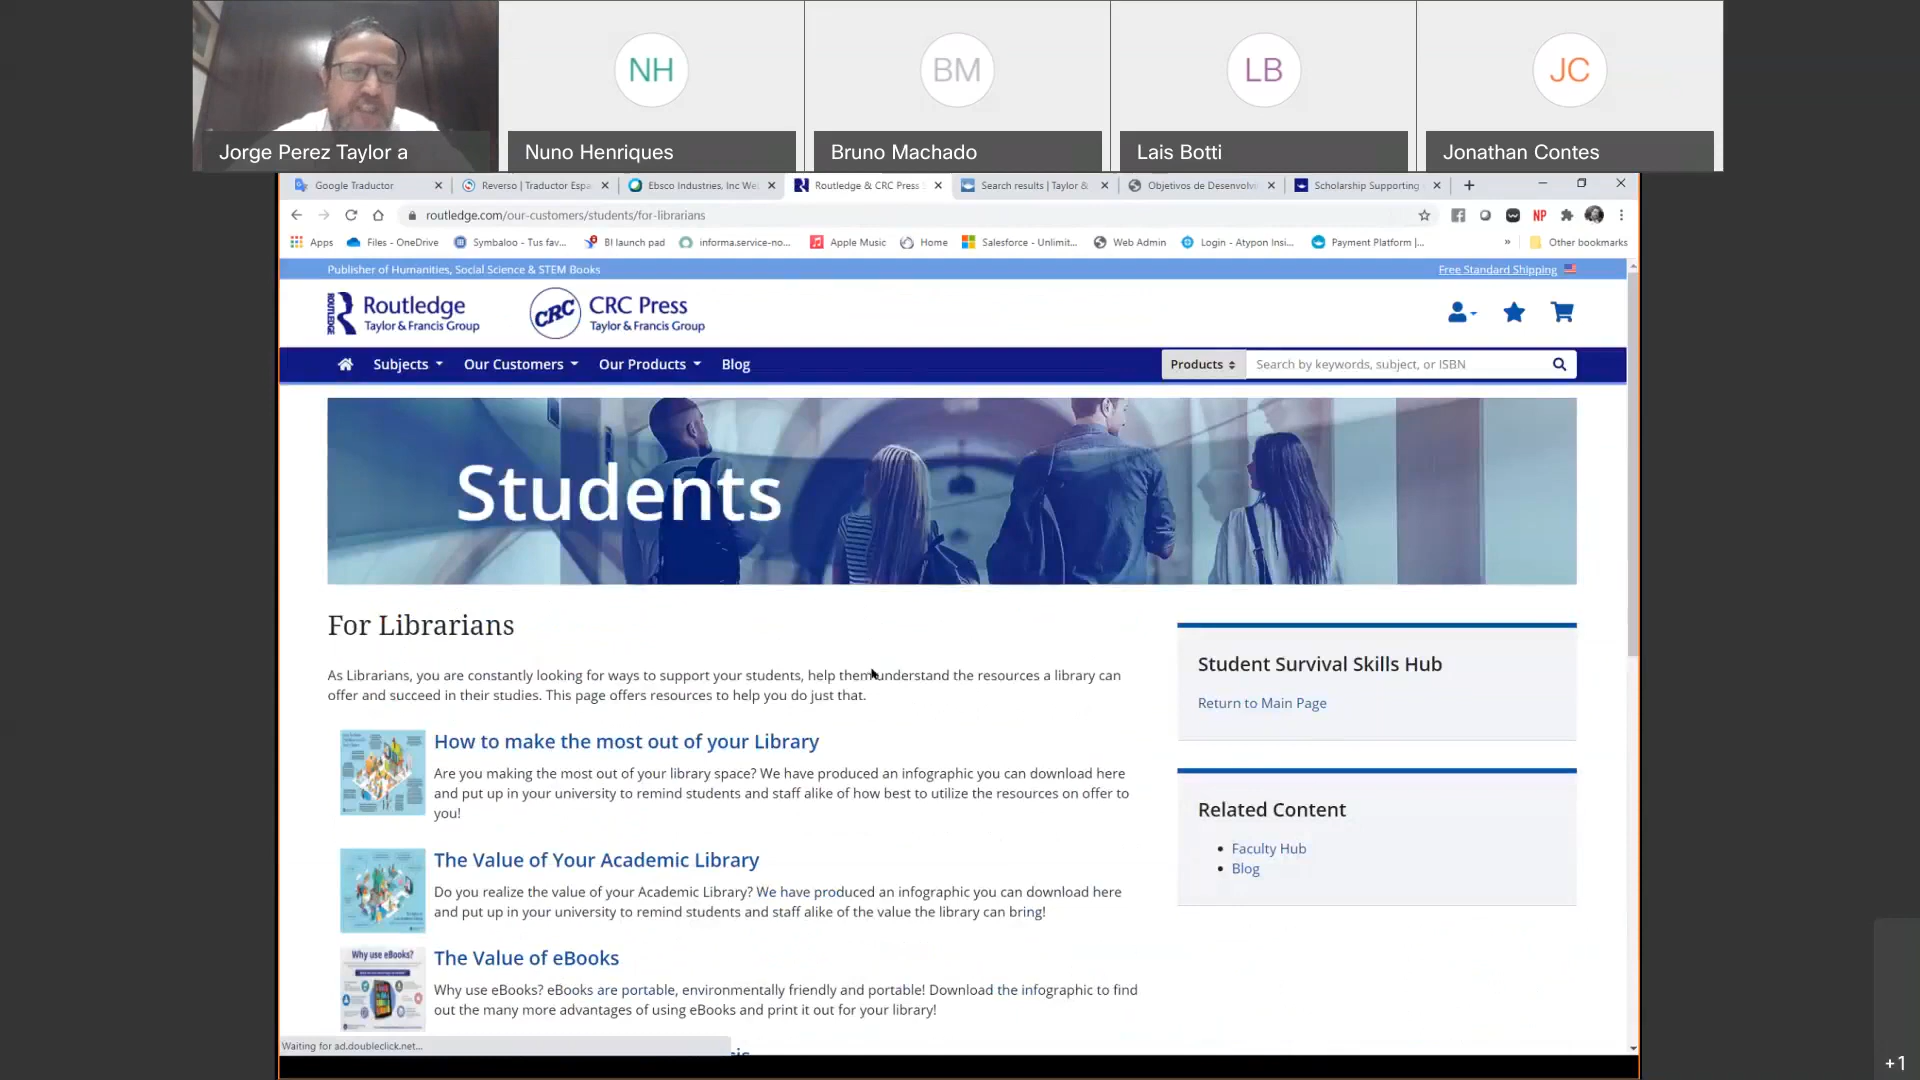 NH
BM
LB
JC
Jorge Perez Taylor a
Nuno Henriques
Bruno Machado
Lais Botti
Jonathan Contes
Google Traductor
Reverso | Traductor Espa
Ebsco Industries, Inc We
Routledge & CRC Press
Search results | Taylor &
Objetivos de Desenvolvi
Scholarship Supporting
routledge.com/our-customers/students/for-librarians
NP
Apps
Files - OneDrive
Symbaloo - Tus fav...
BI launch pad
informa.service-no...
Apple Music
Home
Salesforce - Unlimit...
Web Admin
Login - Atypon Insi...
Payment Platform |...
»
Other bookmarks
Publisher of Humanities, Social Science & STEM Books
Free Standard Shipping
ROUTLEDGE
Routledge
Taylor & Francis Group
CRC
CRC Press
Taylor & Francis Group
Subjects
Our Customers
Our Products
Blog
Products
Search by keywords, subject, or ISBN
Students
For Librarians
As Librarians, you are constantly looking for ways to support your students, help them understand the resources a library can
offer and succeed in their studies. This page offers resources to help you do just that.
How to make the most out of your Library
Are you making the most out of your library space? We have produced an infographic you can download here
and put up in your university to remind students and staff alike of how best to utilize the resources on offer to
you!
The Value of Your Academic Library
Do you realize the value of your Academic Library? We have produced an infographic you can download here
and put up in your university to remind students and staff alike of the value the library can bring!
Why use eBooks?
The Value of eBooks
Why use eBooks? eBooks are portable, environmentally friendly and portable! Download the infographic to find
out the many more advantages of using eBooks and print it out for your library!
Student Survival Skills Hub
Return to Main Page
Related Content
Faculty Hub
Blog
Waiting for ad.doubleclick.net...
+1